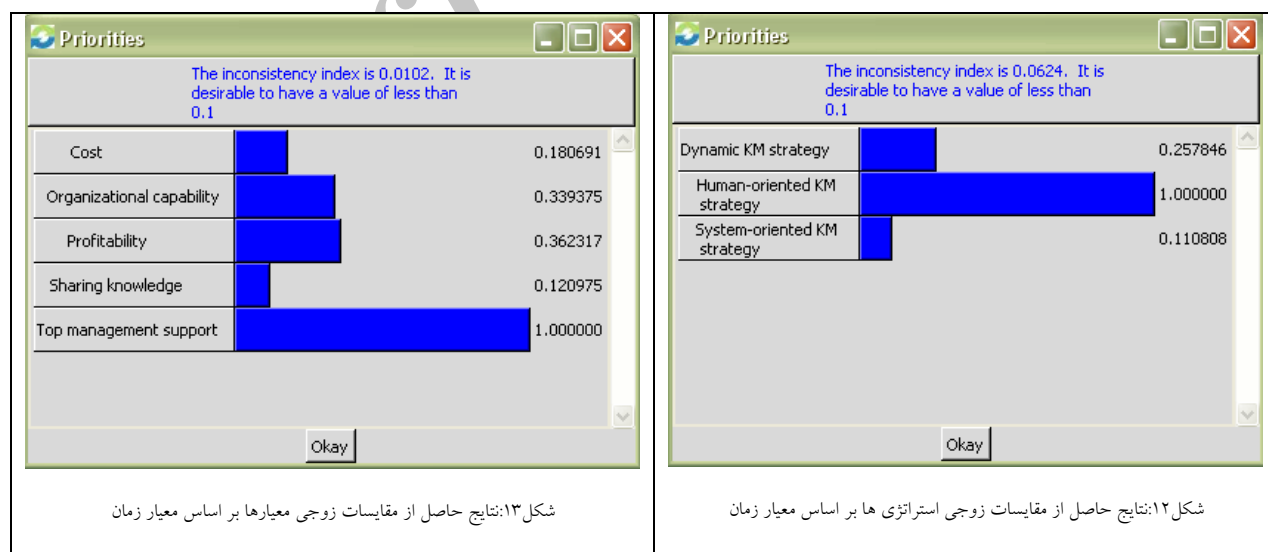 Priorities
The inconsistency index is 0.0102. It is
desirable to have a value of less than
0.1
Cost 0.180691
Organizational capability 0.339375
Profitability 0.362317
Sharing knowledge 0.120975
Top management support 1.000000
Okay
شکل۱۳:نتایج حاصل از مقایسات زوجی معیارها بر اساس معیار زمان
Priorities
The inconsistency index is 0.0624. It is
desirable to have a value of less than
0.1
Dynamic KM strategy 0.257846
Human-oriented KM
strategy 1.000000
System-oriented KM
strategy 0.110808
Okay
شکل۱۲:نتایج حاصل از مقایسات زوجی استراتژی ها بر اساس معیار زمان